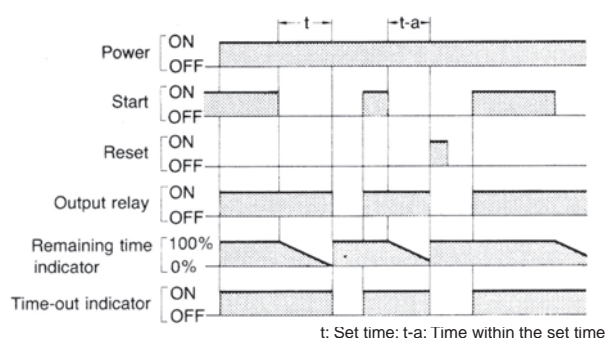 t
t-a
Power
ON
OFF
Start
ON
OFF
Reset
ON
OFF
Output relay
ON
OFF
Remaining time
indicator
100%
0%
Time-out indicator
ON
OFF
t: Set time; t-a: Time within the set time